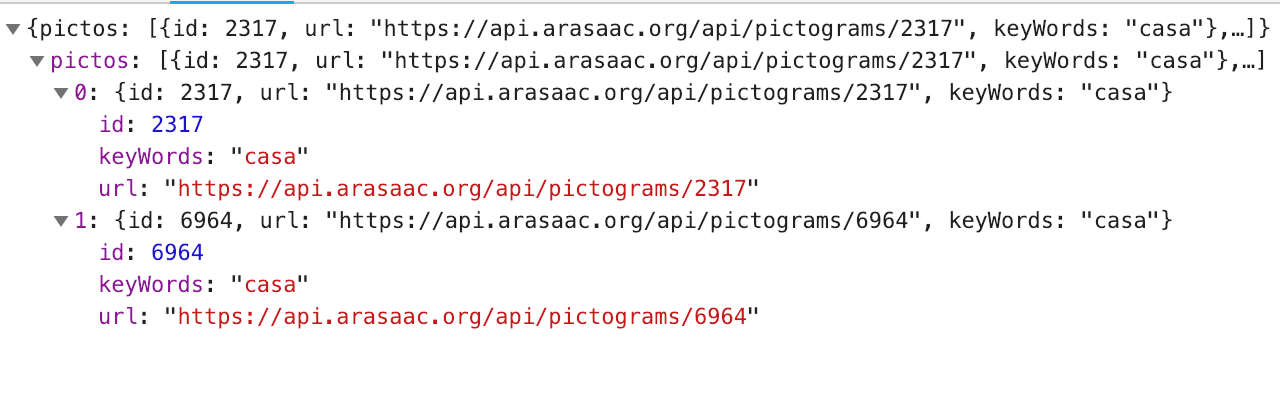 {pictos: [{id: 2317, url: "https://api.arasaac.org/api/pictograms/2317", keyWords: "casa"},…]}
pictos: [{id: 2317, url: "https://api.arasaac.org/api/pictograms/2317", keyWords: "casa"},…]
0: {id: 2317, url: "https://api.arasaac.org/api/pictograms/2317", keyWords: "casa"}
id: 2317
keyWords: "casa"
url: "https://api.arasaac.org/api/pictograms/2317"
1: {id: 6964, url: "https://api.arasaac.org/api/pictograms/6964", keyWords: "casa"}
id: 6964
keyWords: "casa"
url: "https://api.arasaac.org/api/pictograms/6964"